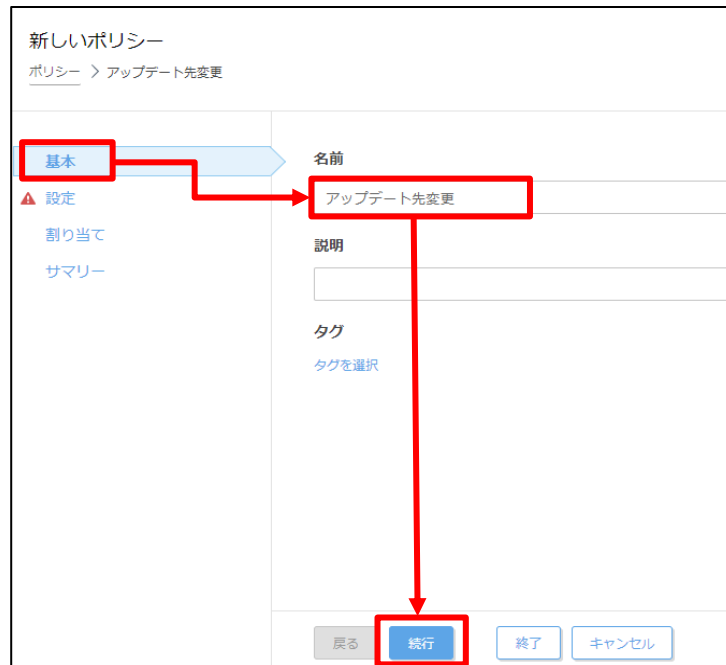 新しいポリシー
ポリシー > アップデート先変更
基本
設定
割り当て
サマリー
名前
アップデート先変更
説明
タグ
タグを選択
戻る 続行 終了 キャンセル